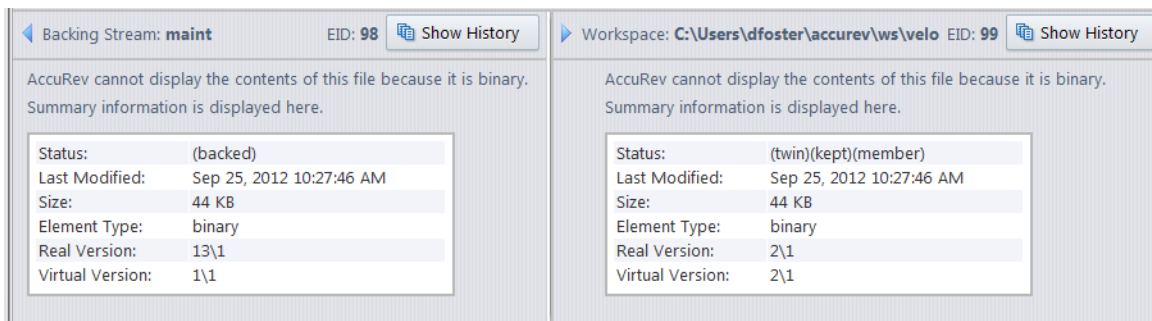 Backing Stream: maint EID: 98 Show History
AccuRev cannot display the contents of this file because it is binary.
Summary information is displayed here.
Status: (backed)
Last Modified: Sep 25, 2012 10:27:46 AM
Size: 44 KB
Element Type: binary
Real Version: 13\1
Virtual Version: 1\1
Workspace: C:\Users\dfoster\accurev\ws\velo EID: 99 Show History
AccuRev cannot display the contents of this file because it is binary.
Summary information is displayed here.
Status: (twin)(kept)(member)
Last Modified: Sep 25, 2012 10:27:46 AM
Size: 44 KB
Element Type: binary
Real Version: 2\1
Virtual Version: 2\1